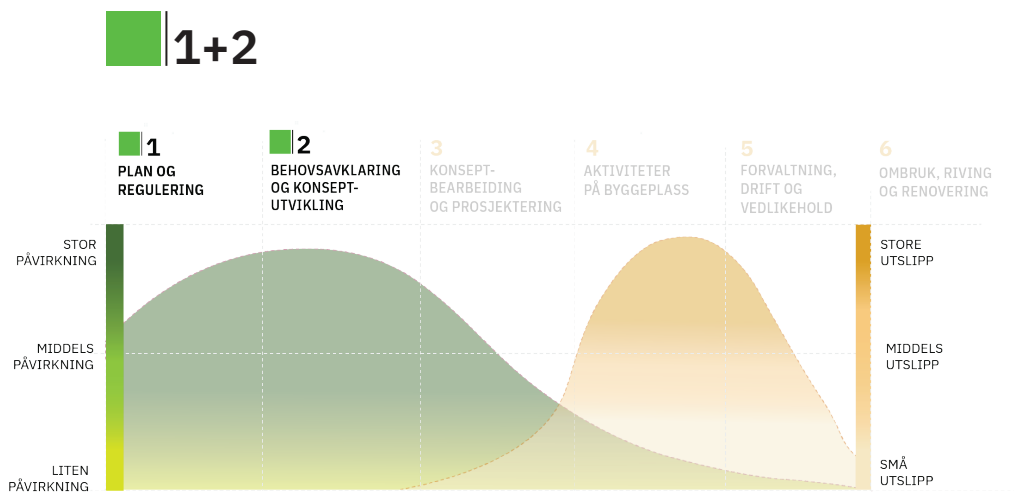 1+2
1
PLAN OG
REGULERING
2
BEHOVSAVKLARING
OG KONSEPT-
UTVIKLING
3
KONSEPT-
BEARBEIDING
OG PROSJEKTERING
4
AKTIVITETER
PÅ BYGGEPLASS
5
FORVALTNING,
DRIFT OG
VEDLIKEHOLD
6
OMBRUK, RIVING
OG RENOVERING
STOR
PÅVIRKNING
MIDDELS
PÅVIRKNING
LITEN
PÅVIRKNING
STORE
UTSLIPP
MIDDELS
UTSLIPP
SMÅ
UTSLIPP